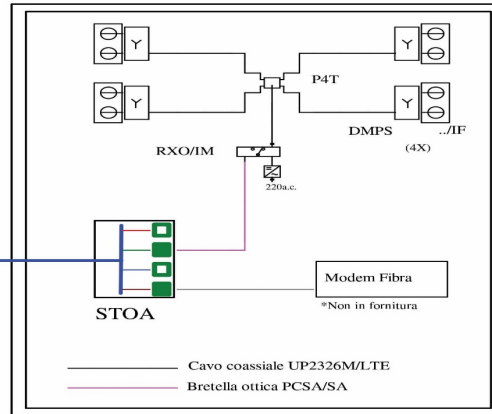 Y
Y
P4T
Y
Y
DMPS
../IF
(4X)
RXO/IM
220a.c.
STOA
Modem Fibra
*Non in fornitura
Cavo coassiale UP2326M/LTE
Bretella ottica PCSA/SA